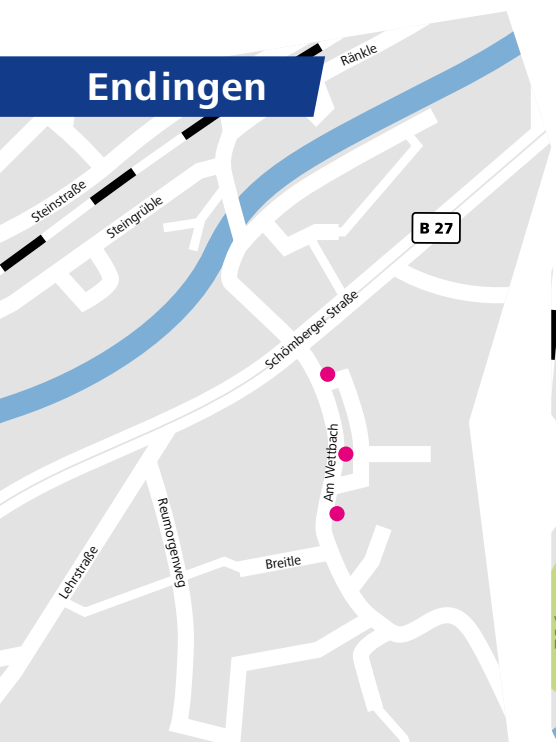 Ränkle
Endingen
Steinstraße
Steingrüble
B 27
Schömberger Straße
Am Wettbach
Reumorgenweg
Breitle
Lehrstraße